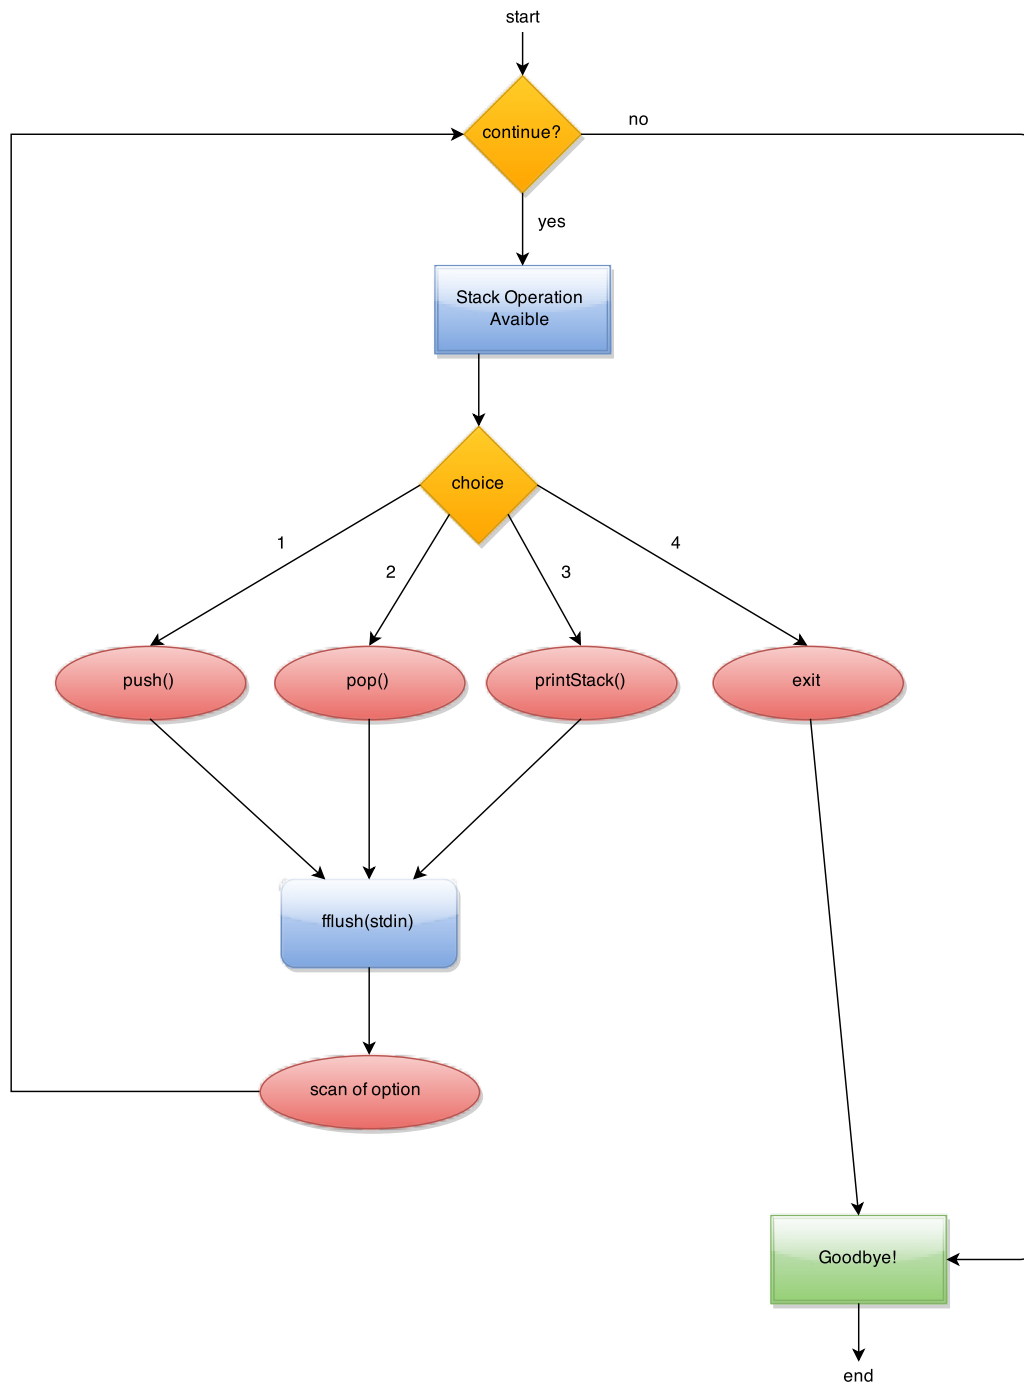 start
continue?
no
yes
Stack Operation
Avaible
choice
1
2
3
4
push()
pop()
printStack()
exit
fflush(stdin)
scan of option
Goodbye!
end